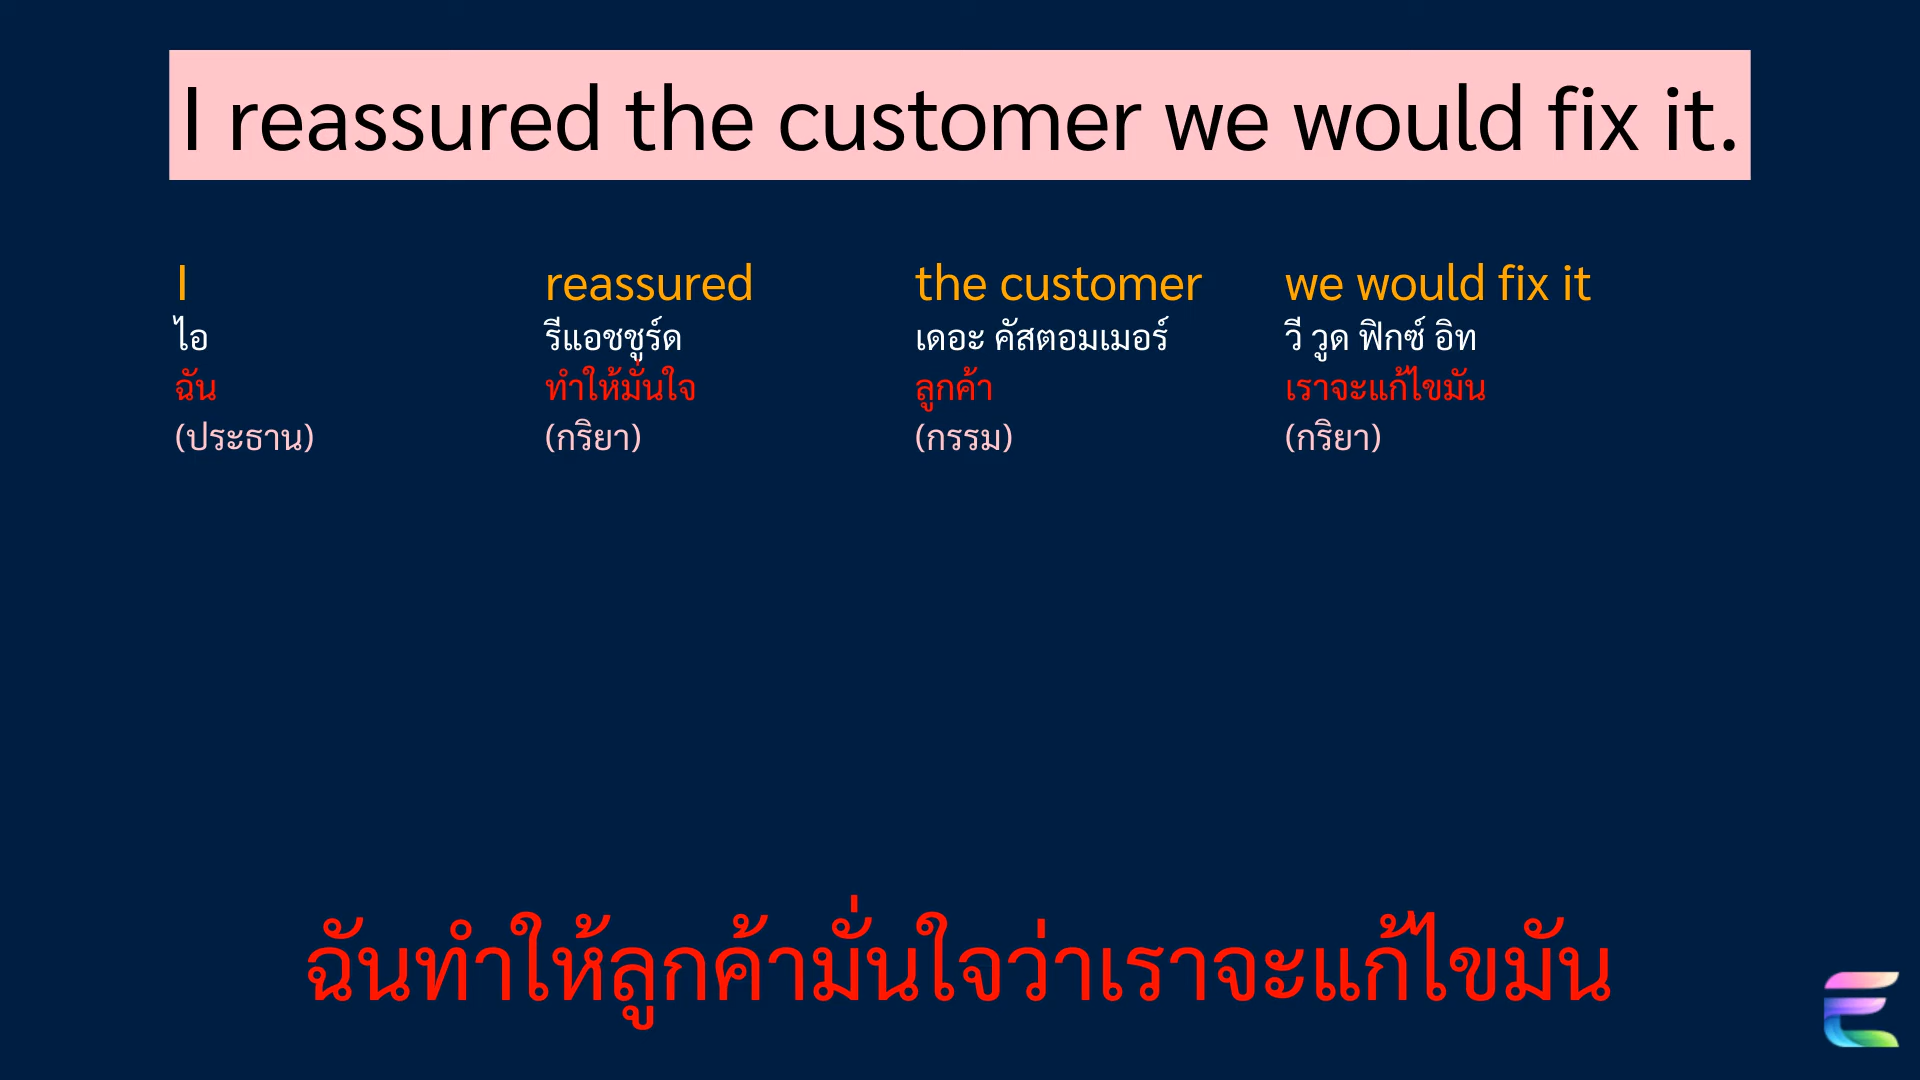 I reassured the customer we would fix it.
I reassured the customer we would fix it
ไอ รีแอชชูร์ด เดอะ คัสตอมเมอร์ วี วูด ฟิกซ์ อิท
ฉัน ทำให้มั่นใจ ลูกค้า เราจะแก้ไขมัน
(ประธาน) (กริยา) (กรรม) (กริยา)
ฉันทำให้ลูกค้ามั่นใจว่าเราจะแก้ไขมัน